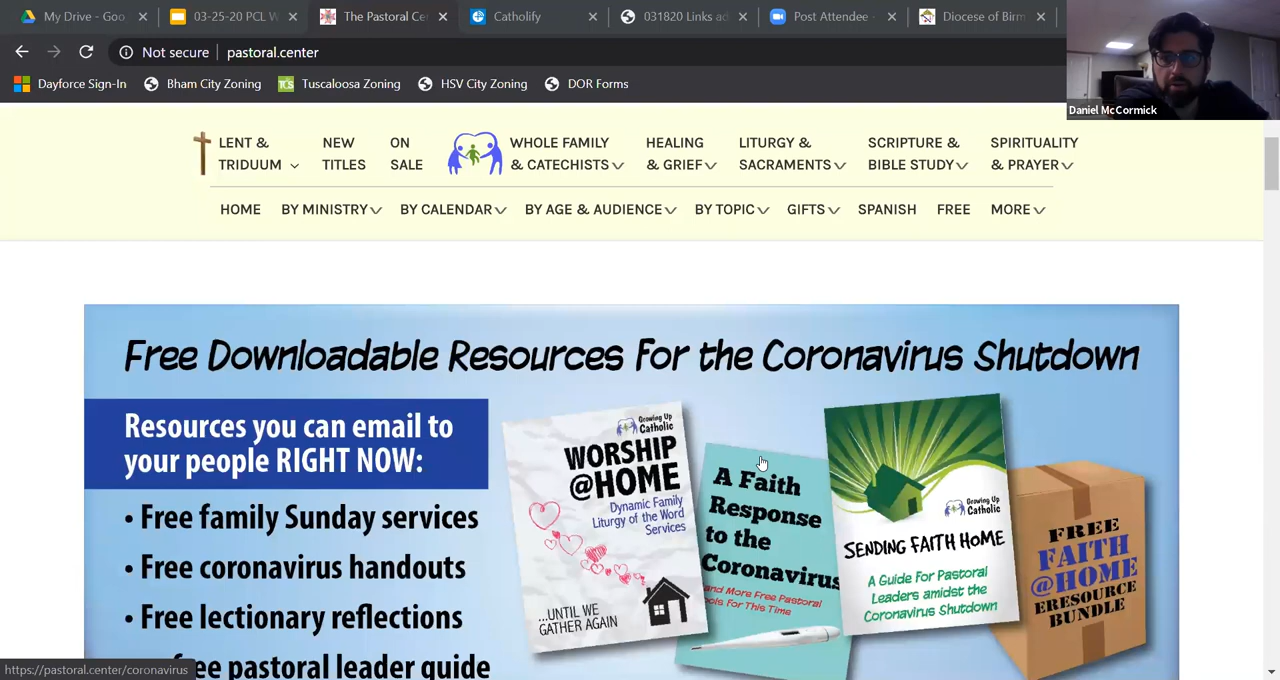 My Drive - Goo
03-25-20 PCL W
The Pastoral Ce
Catholify
031820 Links ad
Post Attendee -
Diocese of Birm
Not secure
pastoral.center
Dayforce Sign-In
Bham City Zoning
TCS
Tuscaloosa Zoning
HSV City Zoning
DOR Forms
Daniel McCormick
LENT &
TRIDUUM
NEW
TITLES
ON
SALE
WHOLE FAMILY
& CATECHISTS
HEALING
& GRIEF
LITURGY &
SACRAMENTS
SCRIPTURE &
BIBLE STUDY
SPIRITUALITY
& PRAYER
HOME
BY MINISTRY
BY CALENDAR
BY AGE & AUDIENCE
BY TOPIC
GIFTS
SPANISH
FREE
MORE
Free Downloadable Resources For the Coronavirus Shutdown
Resources you can email to
your people RIGHT NOW:
• Free family Sunday services
• Free coronavirus handouts
• Free lectionary reflections
free pastoral leader guide
Growing Up
Catholic
WORSHIP
@HOME
Dynamic Family
Liturgy of the Word
Services
...UNTIL WE
GATHER AGAIN
A Faith
Response
to the
Coronavirus
and More Free Pastoral
ools For This Time
Growing Up
Catholic
SENDING FAITH HOME
A Guide For Pastoral
Leaders amidst the
Coronavirus Shutdown
FREE
FAITH
@HOME
ERESOURCE
BUNDLE
https://pastoral.center/coronavirus